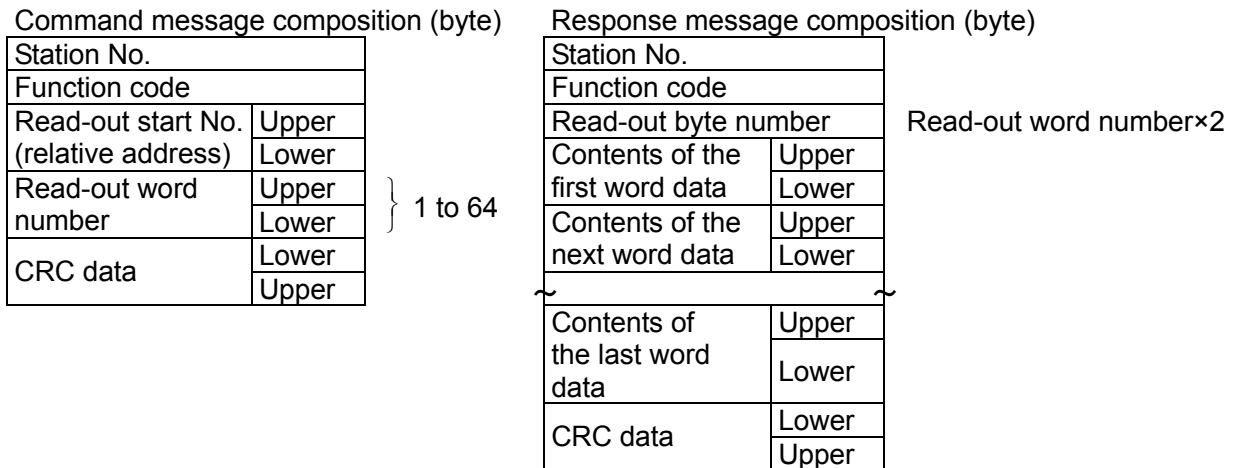 Command message composition (byte)
Station No.
Function code
Read-out start No. (relative address)
Upper
Lower
Read-out word number
Upper
Lower
1 to 64
CRC data
Lower
Upper
Response message composition (byte)
Station No.
Function code
Read-out byte number
Read-out word number×2
Contents of the first word data
Upper
Lower
Contents of the next word data
Upper
Lower
Contents of the last word data
Upper
Lower
CRC data
Lower
Upper